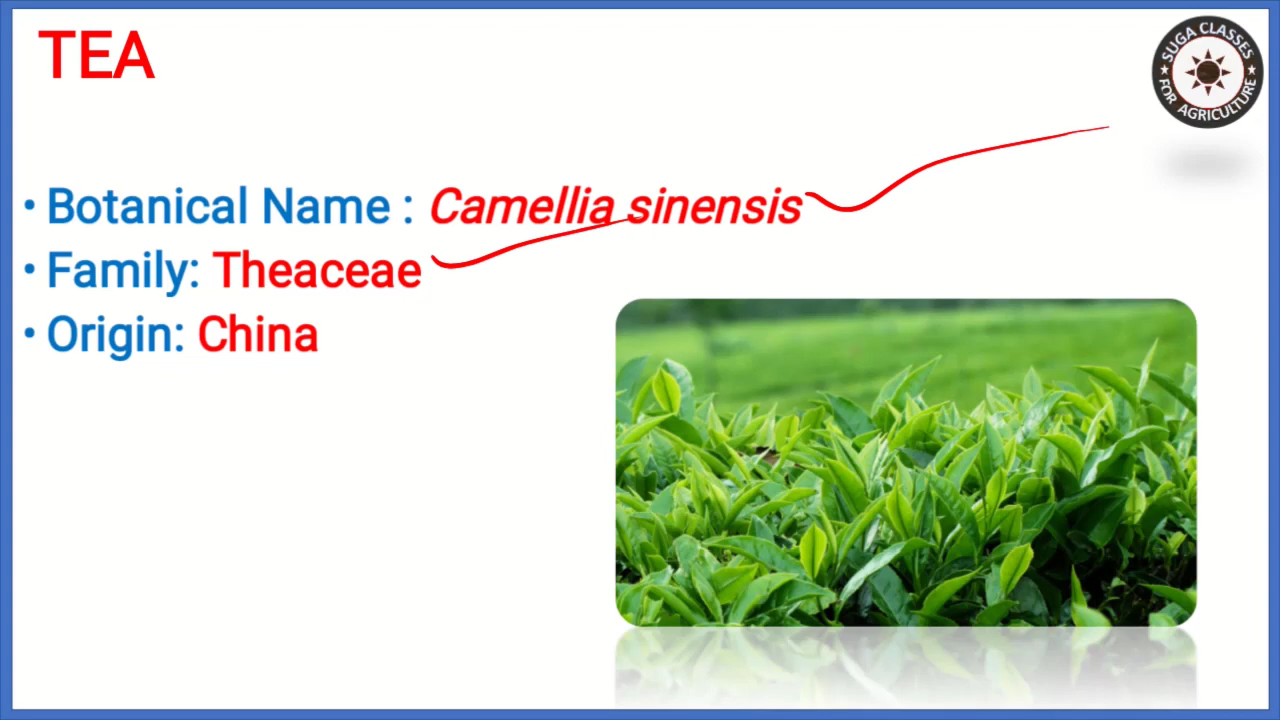 TEA
SUGA CLASSES
FOR AGRICULTURE
• Botanical Name : Camellia sinensis
• Family: Theaceae
• Origin: China